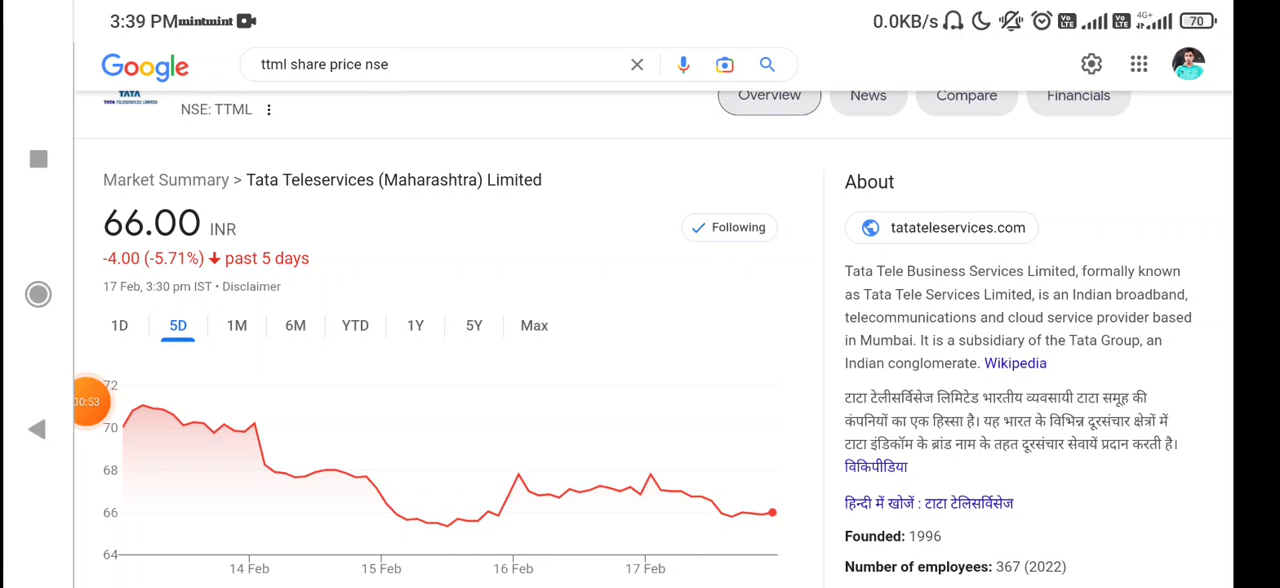 3:39 PM mintmint 0.0KB/s Vo LTE Vo LTE 4G+ 70
Google ttml share price nse
TATA
TATA TELESERVICES LIMITED
NSE: TTML Overview News Compare Financials
Market Summary > Tata Teleservices (Maharashtra) Limited
66.00 INR
Following
-4.00 (-5.71%) past 5 days
17 Feb, 3:30 pm IST • Disclaimer
1D 5D 1M 6M YTD 1Y 5Y Max
00:53
72
70
68
66
64
14 Feb 15 Feb 16 Feb 17 Feb
About
tatateleservices.com
Tata Tele Business Services Limited, formally known
as Tata Tele Services Limited, is an Indian broadband,
telecommunications and cloud service provider based
in Mumbai. It is a subsidiary of the Tata Group, an
Indian conglomerate. Wikipedia
टाटा टेलीसर्विसेज लिमिटेड भारतीय व्यवसायी टाटा समूह की
कंपनियों का एक हिस्सा है। यह भारत के विभिन्न दूरसंचार क्षेत्रों में
टाटा इंडिकॉम के ब्रांड नाम के तहत दूरसंचार सेवायें प्रदान करती है।
विकिपीडिया
हिन्दी में खोजें : टाटा टेलिसर्विसेज
Founded: 1996
Number of employees: 367 (2022)